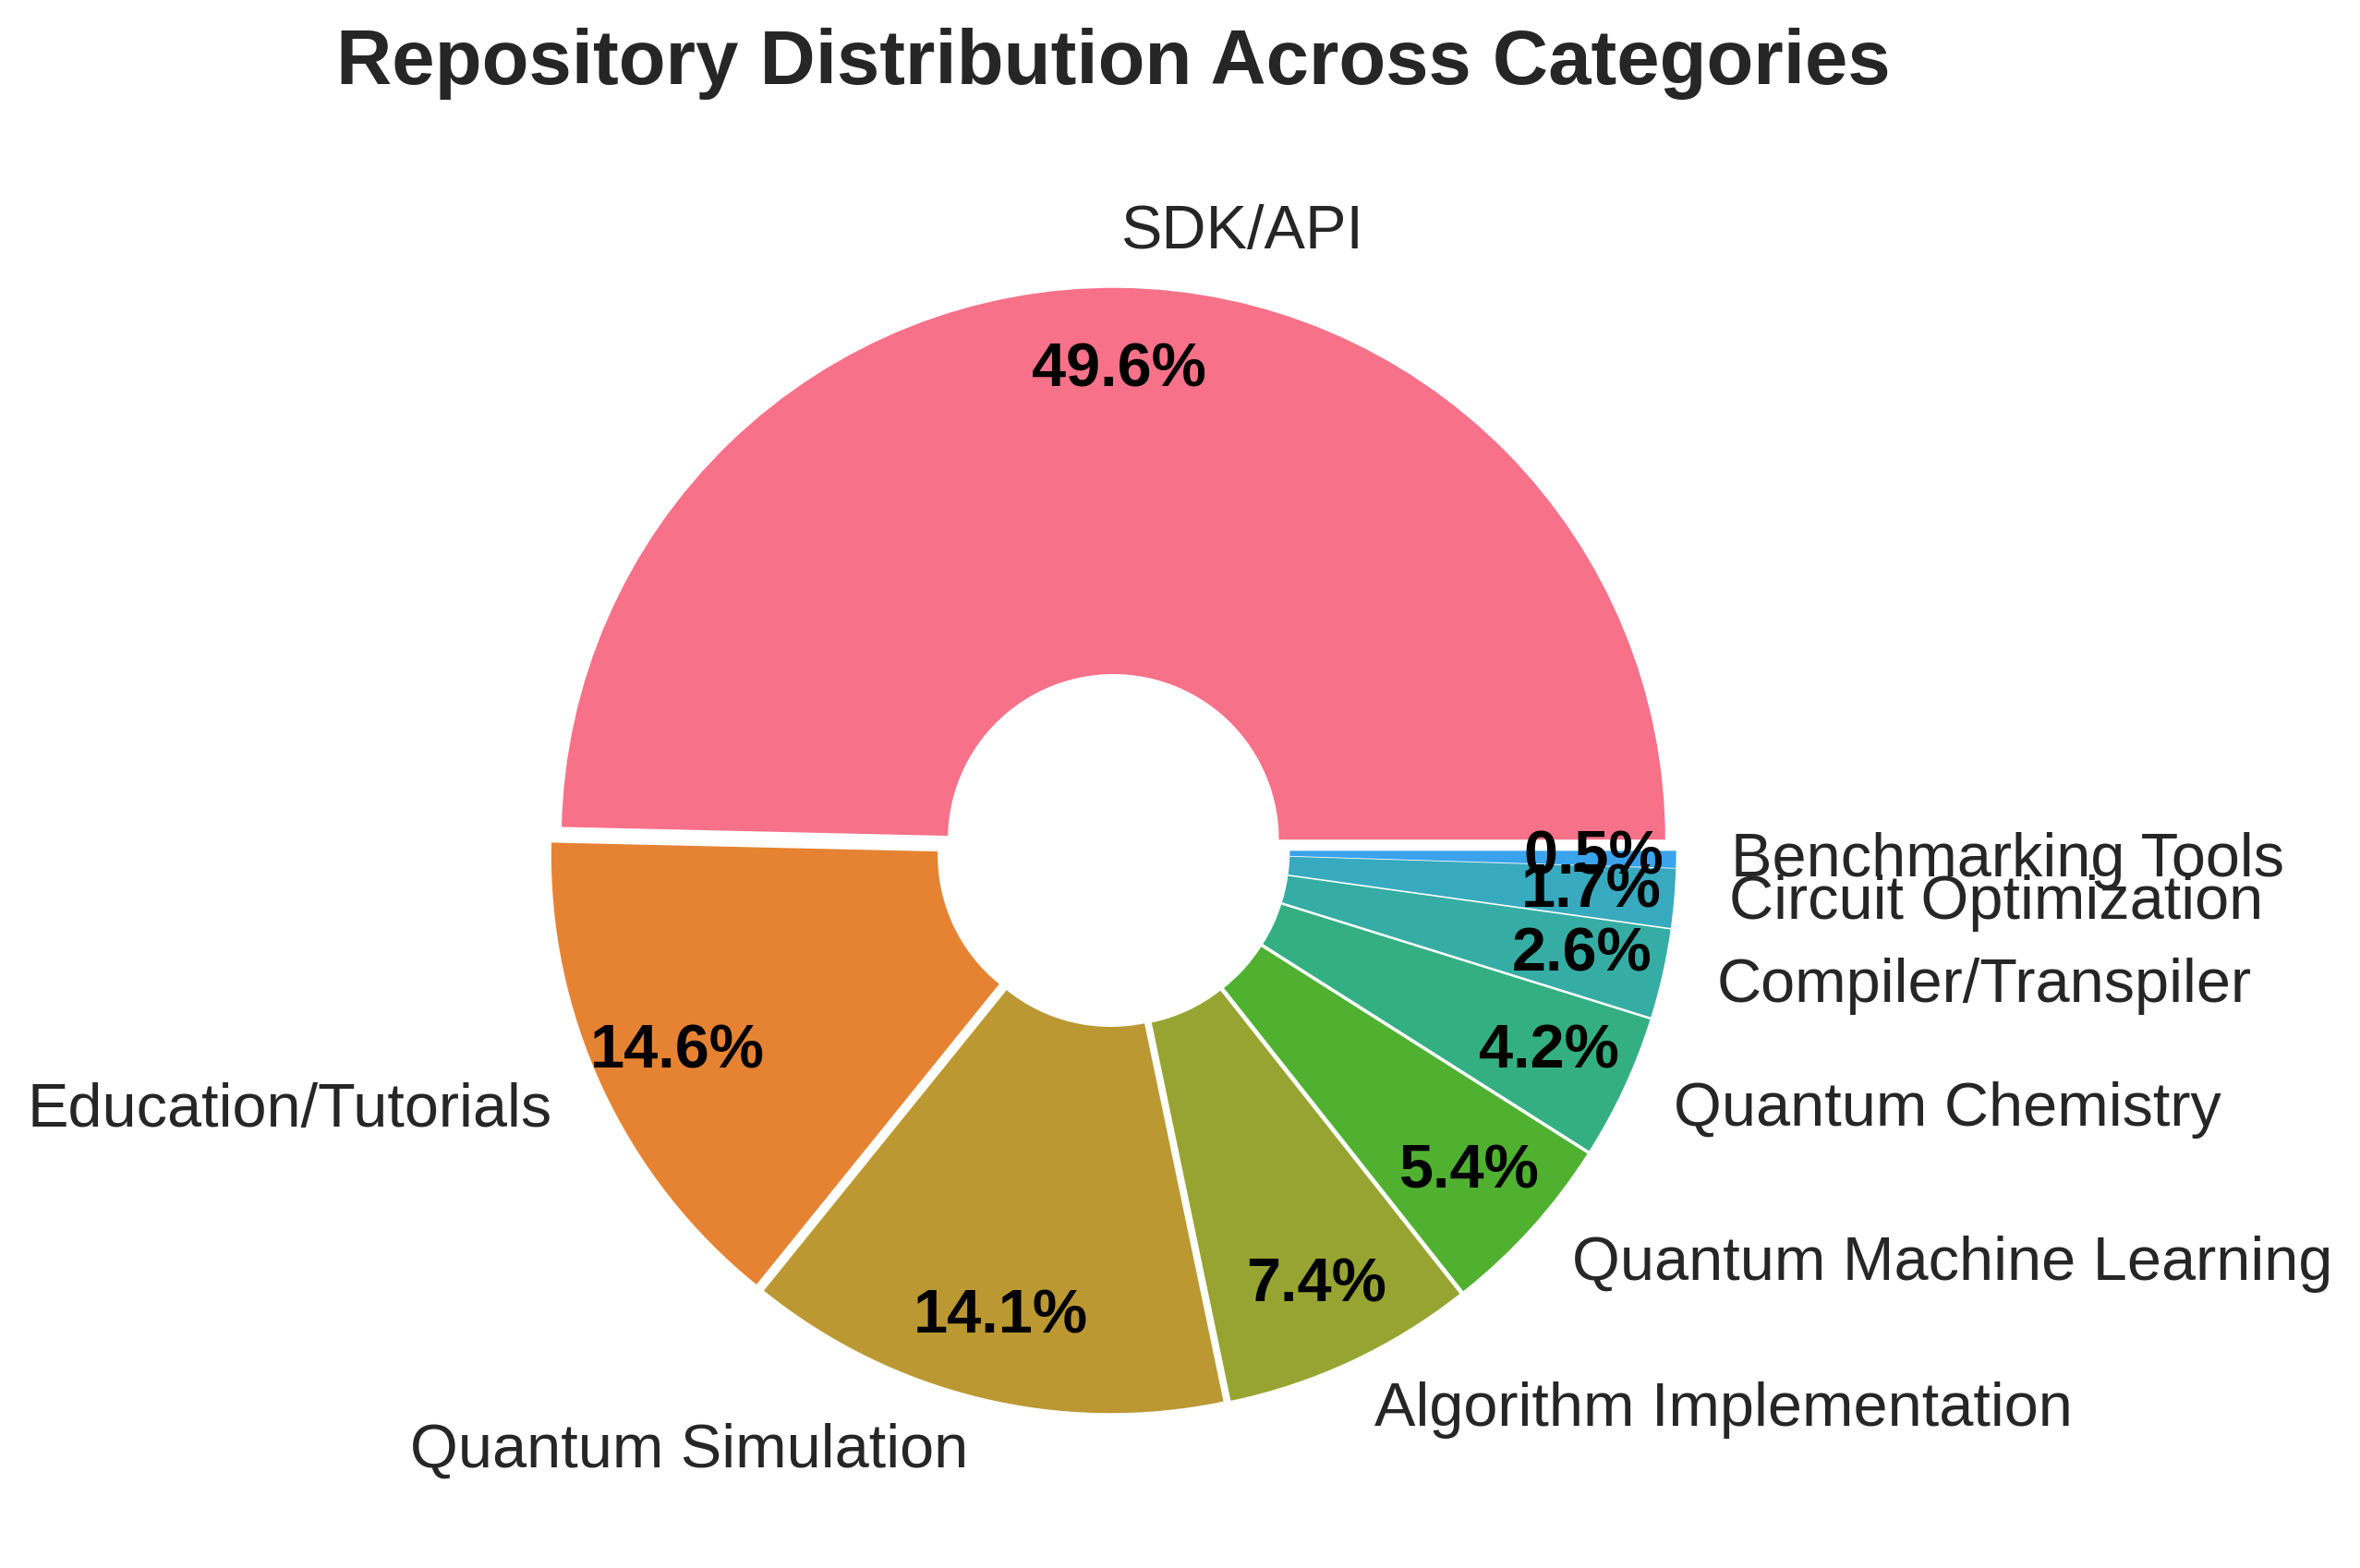 Repository Distribution Across Categories
SDK/API
49.6%
0.5%
Benchmarking Tools
1.7%
Circuit Optimization
2.6%
Compiler/Transpiler
14.6%
4.2%
Education/Tutorials
Quantum Chemistry
5.4%
Quantum Machine Learning
7.4%
14.1%
Algorithm Implementation
Quantum Simulation